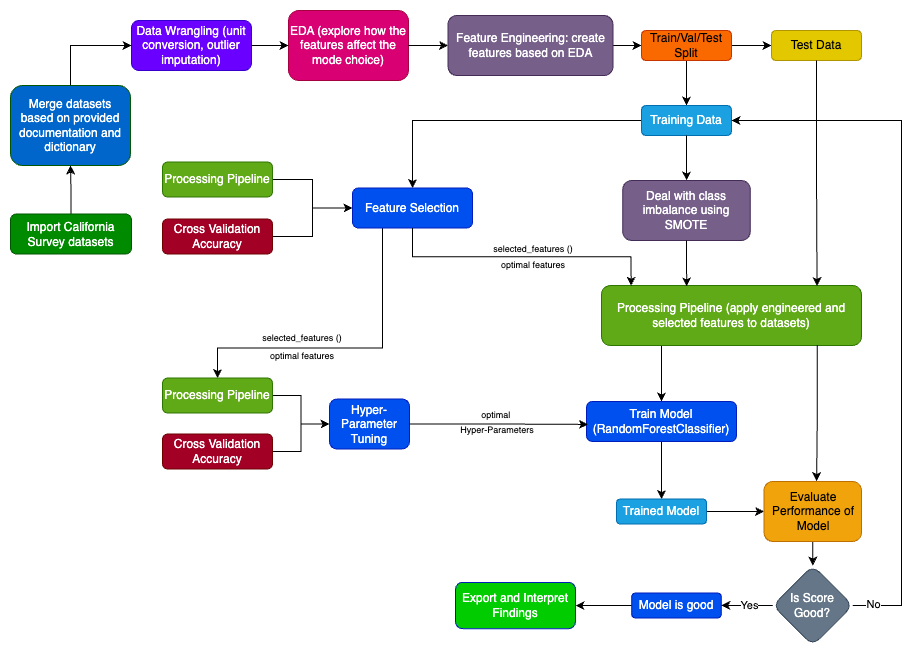 Data Wrangling (unit
conversion, outlier
imputation)
EDA (explore how the
features affect the
mode choice)
Feature Engineering: create
features based on EDA
Train/Val/Test
Split
Test Data
Merge datasets
based on provided
documentation and
dictionary
Training Data
Processing Pipeline
Feature Selection
Deal with class
imbalance using
SMOTE
Import California
Survey datasets
Cross Validation
Accuracy
selected_features ()
optimal features
Processing Pipeline (apply engineered and
selected features to datasets)
selected_features ()
optimal features
Processing Pipeline
Cross Validation
Accuracy
Hyper-
Parameter
Tuning
optimal
Hyper-Parameters
Train Model
(RandomForestClassifier)
Trained Model
Evaluate
Performance of
Model
Is Score
Good?
No
Yes
Model is good
Export and Interpret
Findings